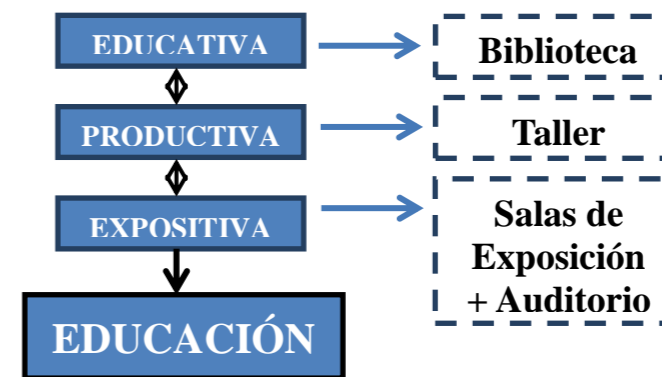 EDUCATIVA
Biblioteca
PRODUCTIVA
Taller
EXPOSITIVA
Salas de
Exposición
+ Auditorio
EDUCACIÓN